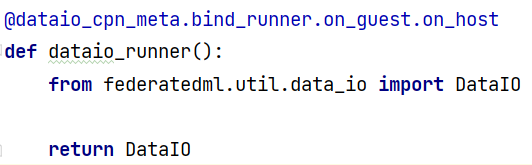 @dataio_cpn_meta.bind_runner.on_guest.on_host
def dataio_runner():
    from federatedml.util.data_io import DataIO
    return DataIO